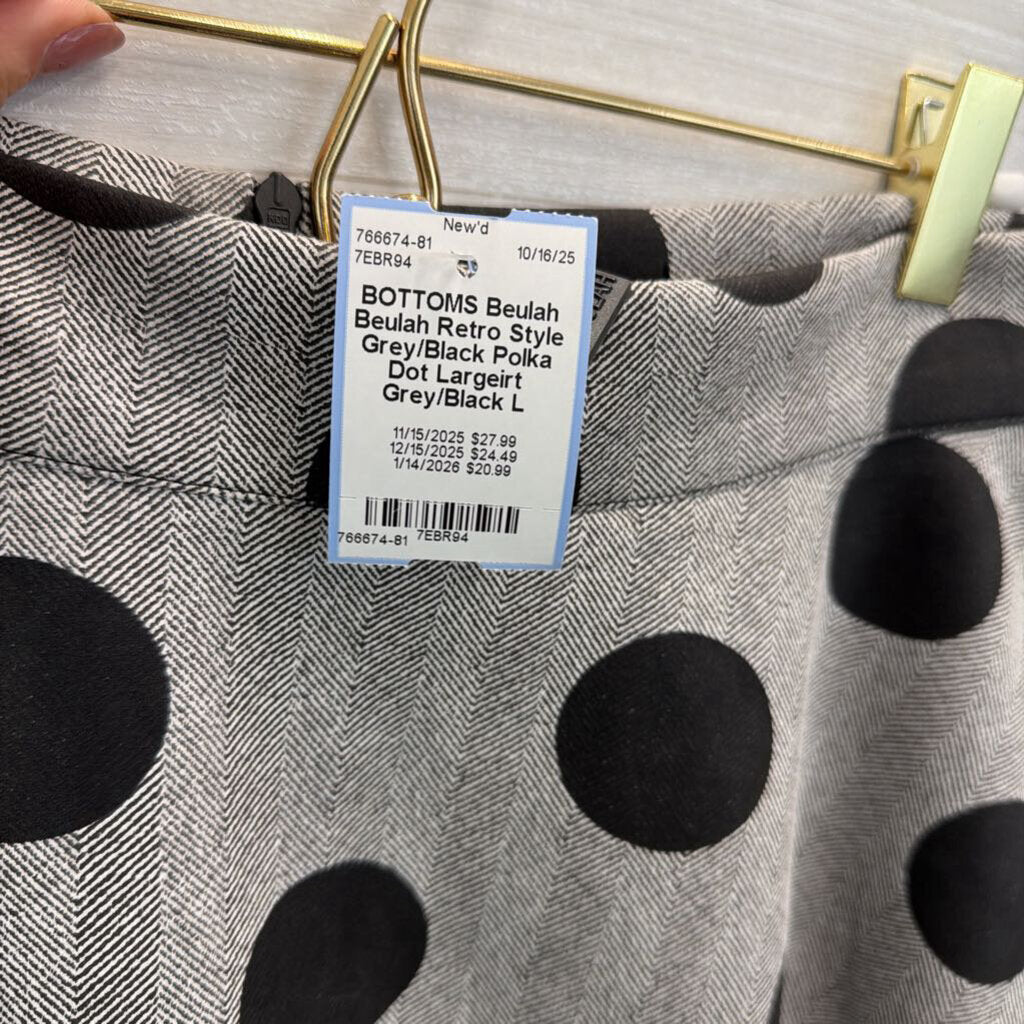 New'd
766674-81
10/16/25
7EBR94
BOTTOMS Beulah
Beulah Retro Style
Grey/Black Polka
Dot Largeirt
Grey/Black L
11/15/2025 $27.99
12/15/2025 $24.49
1/14/2026 $20.99
766674-81 7EBR94